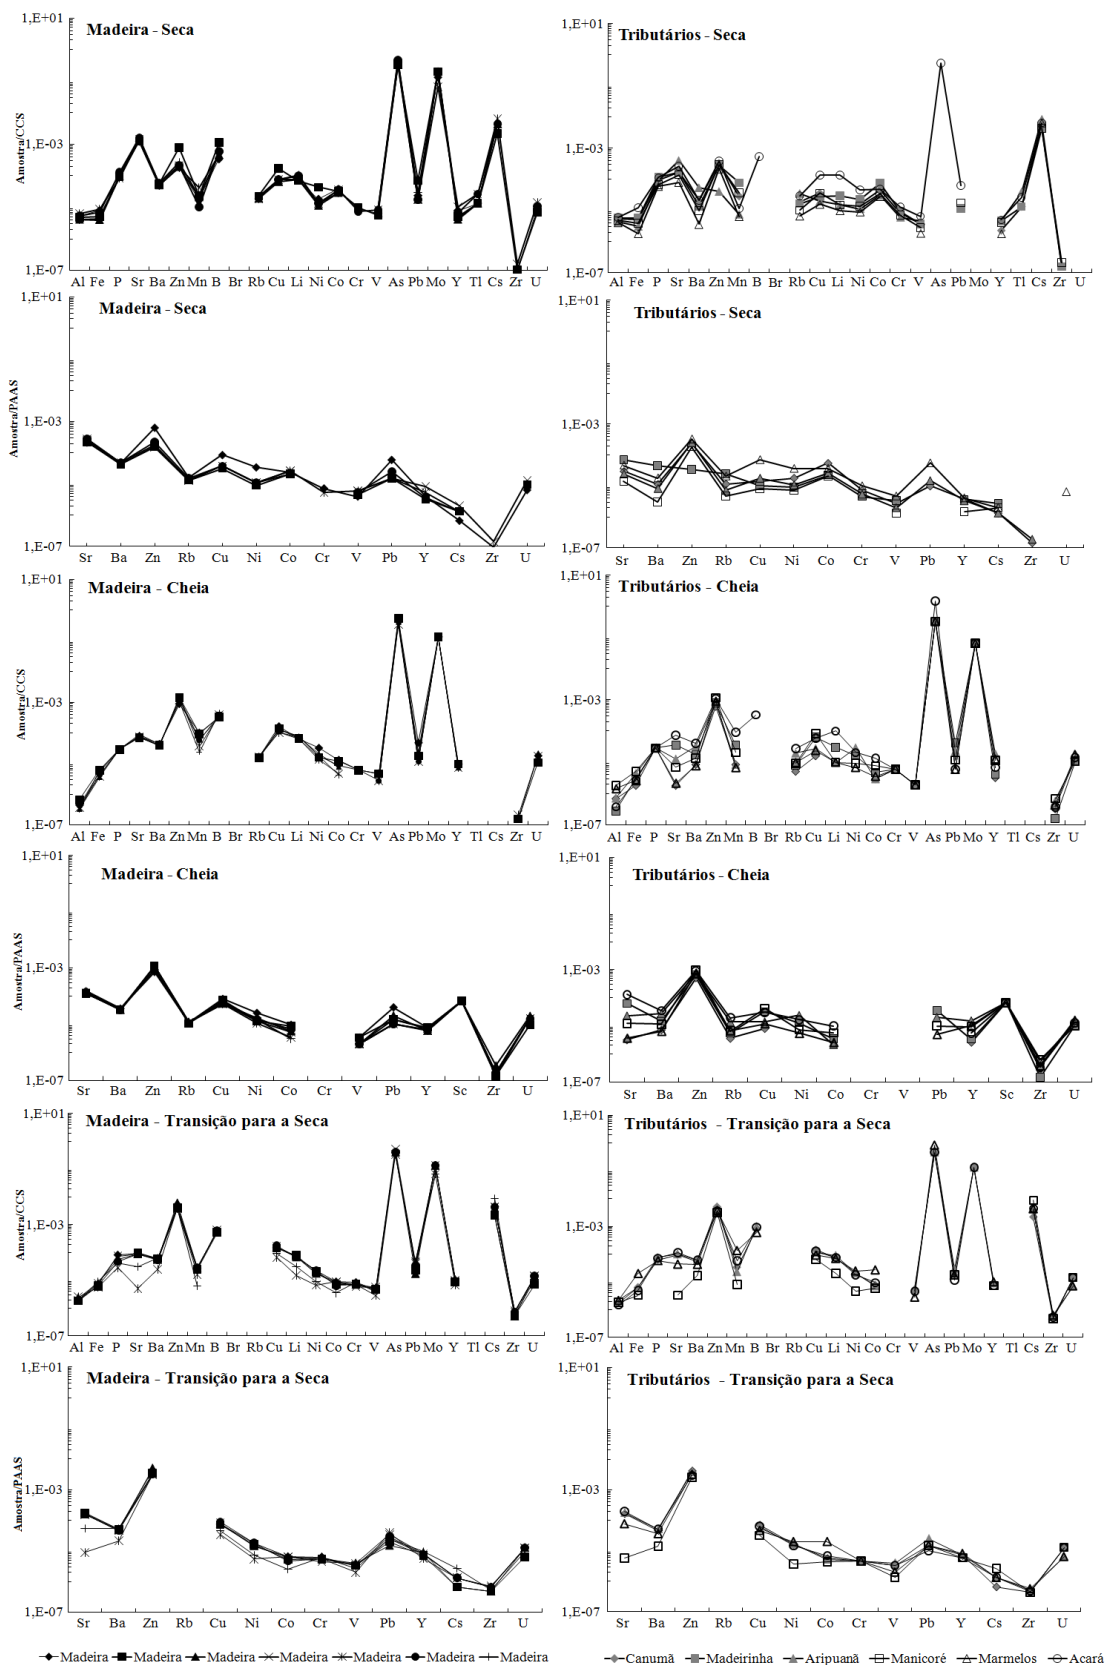 1,E+01
Madeira - Seca
Amostra/CCS
1,E-03
1,E-07
Al Fe P Sr Ba Zn Mn B Br Rb Cu Li Ni Co Cr V As Pb Mo Y Tl Cs Zr U
1,E+01
Tributários - Seca
1,E-03
1,E-07
Al Fe P Sr Ba Zn Mn B Br Rb Cu Li Ni Co Cr V As Pb Mo Y Tl Cs Zr U
1,E+01
Madeira - Seca
Amostra/PAAS
1,E-03
1,E-07
Sr Ba Zn Rb Cu Ni Co Cr V Pb Y Cs Zr U
1,E+01
Tributários - Seca
1,E-03
1,E-07
Sr Ba Zn Rb Cu Ni Co Cr V Pb Y Cs Zr U
1,E+01
Madeira - Cheia
Amostra/CCS
1,E-03
1,E-07
Al Fe P Sr Ba Zn Mn B Br Rb Cu Li Ni Co Cr V As Pb Mo Y Tl Cs Zr U
1,E+01
Tributários - Cheia
1,E-03
1,E-07
Al Fe P Sr Ba Zn Mn B Br Rb Cu Li Ni Co Cr V As Pb Mo Y Tl Cs Zr U
1,E+01
Madeira - Cheia
Amostra/PAAS
1,E-03
1,E-07
Sr Ba Zn Rb Cu Ni Co Cr V Pb Y Sc Zr U
1,E+01
Tributários - Cheia
1,E-03
1,E-07
Sr Ba Zn Rb Cu Ni Co Cr V Pb Y Sc Zr U
1,E+01
Madeira - Transição para a Seca
Amostra/CCS
1,E-03
1,E-07
Al Fe P Sr Ba Zn Mn B Br Rb Cu Li Ni Co Cr V As Pb Mo Y Tl Cs Zr U
1,E+01
Tributários - Transição para a Seca
1,E-03
1,E-07
Al Fe P Sr Ba Zn Mn B Br Rb Cu Li Ni Co Cr V As Pb Mo Y Tl Cs Zr U
1,E+01
Madeira - Transição para a Seca
Amostra/PAAS
1,E-03
1,E-07
Sr Ba Zn Rb Cu Ni Co Cr V Pb Y Cs Zr U
1,E+01
Tributários - Transição para a Seca
1,E-03
1,E-07
Sr Ba Zn Rb Cu Ni Co Cr V Pb Y Cs Zr U
Madeira Madeira Madeira Madeira Madeira Madeira Madeira
Canumã Madeirinha Aripuanã Manicoré Marmelos Acará